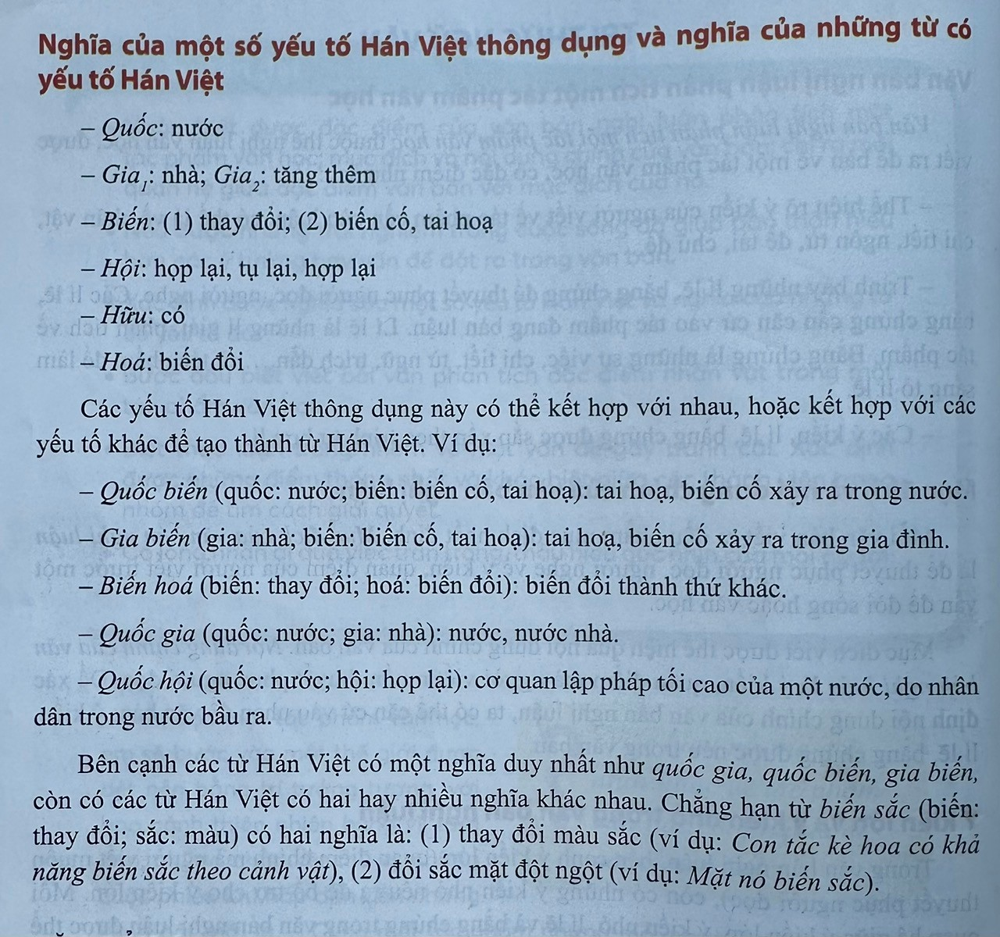 Nghĩa của một số yếu tố Hán Việt thông dụng và nghĩa của những từ có
yếu tố Hán Việt
– Quốc: nước
– Gia₁: nhà; Gia₂: tăng thêm
– Biến: (1) thay đổi; (2) biến cố, tai hoạ
– Hội: họp lại, tụ lại, hợp lại
– Hữu: có
– Hoá: biến đổi
Các yếu tố Hán Việt thông dụng này có thể kết hợp với nhau, hoặc kết hợp với các
yếu tố khác để tạo thành từ Hán Việt. Ví dụ:
– Quốc biến (quốc: nước; biến: biến cố, tai hoạ): tai hoạ, biến cố xảy ra trong nước.
– Gia biến (gia: nhà; biến: biến cố, tai hoạ): tai hoạ, biến cố xảy ra trong gia đình.
– Biến hoá (biến: thay đổi; hoá: biến đổi): biến đổi thành thứ khác.
– Quốc gia (quốc: nước; gia: nhà): nước, nước nhà.
– Quốc hội (quốc: nước; hội: họp lại): cơ quan lập pháp tối cao của một nước, do nhân
dân trong nước bầu ra.
Bên cạnh các từ Hán Việt có một nghĩa duy nhất như quốc gia, quốc biến, gia biến,
còn có các từ Hán Việt có hai hay nhiều nghĩa khác nhau. Chẳng hạn từ biến sắc (biến:
thay đổi; sắc: màu) có hai nghĩa là: (1) thay đổi màu sắc (ví dụ: Con tắc kè hoa có khả
năng biến sắc theo cảnh vật), (2) đổi sắc mặt đột ngột (ví dụ: Mặt nó biến sắc).